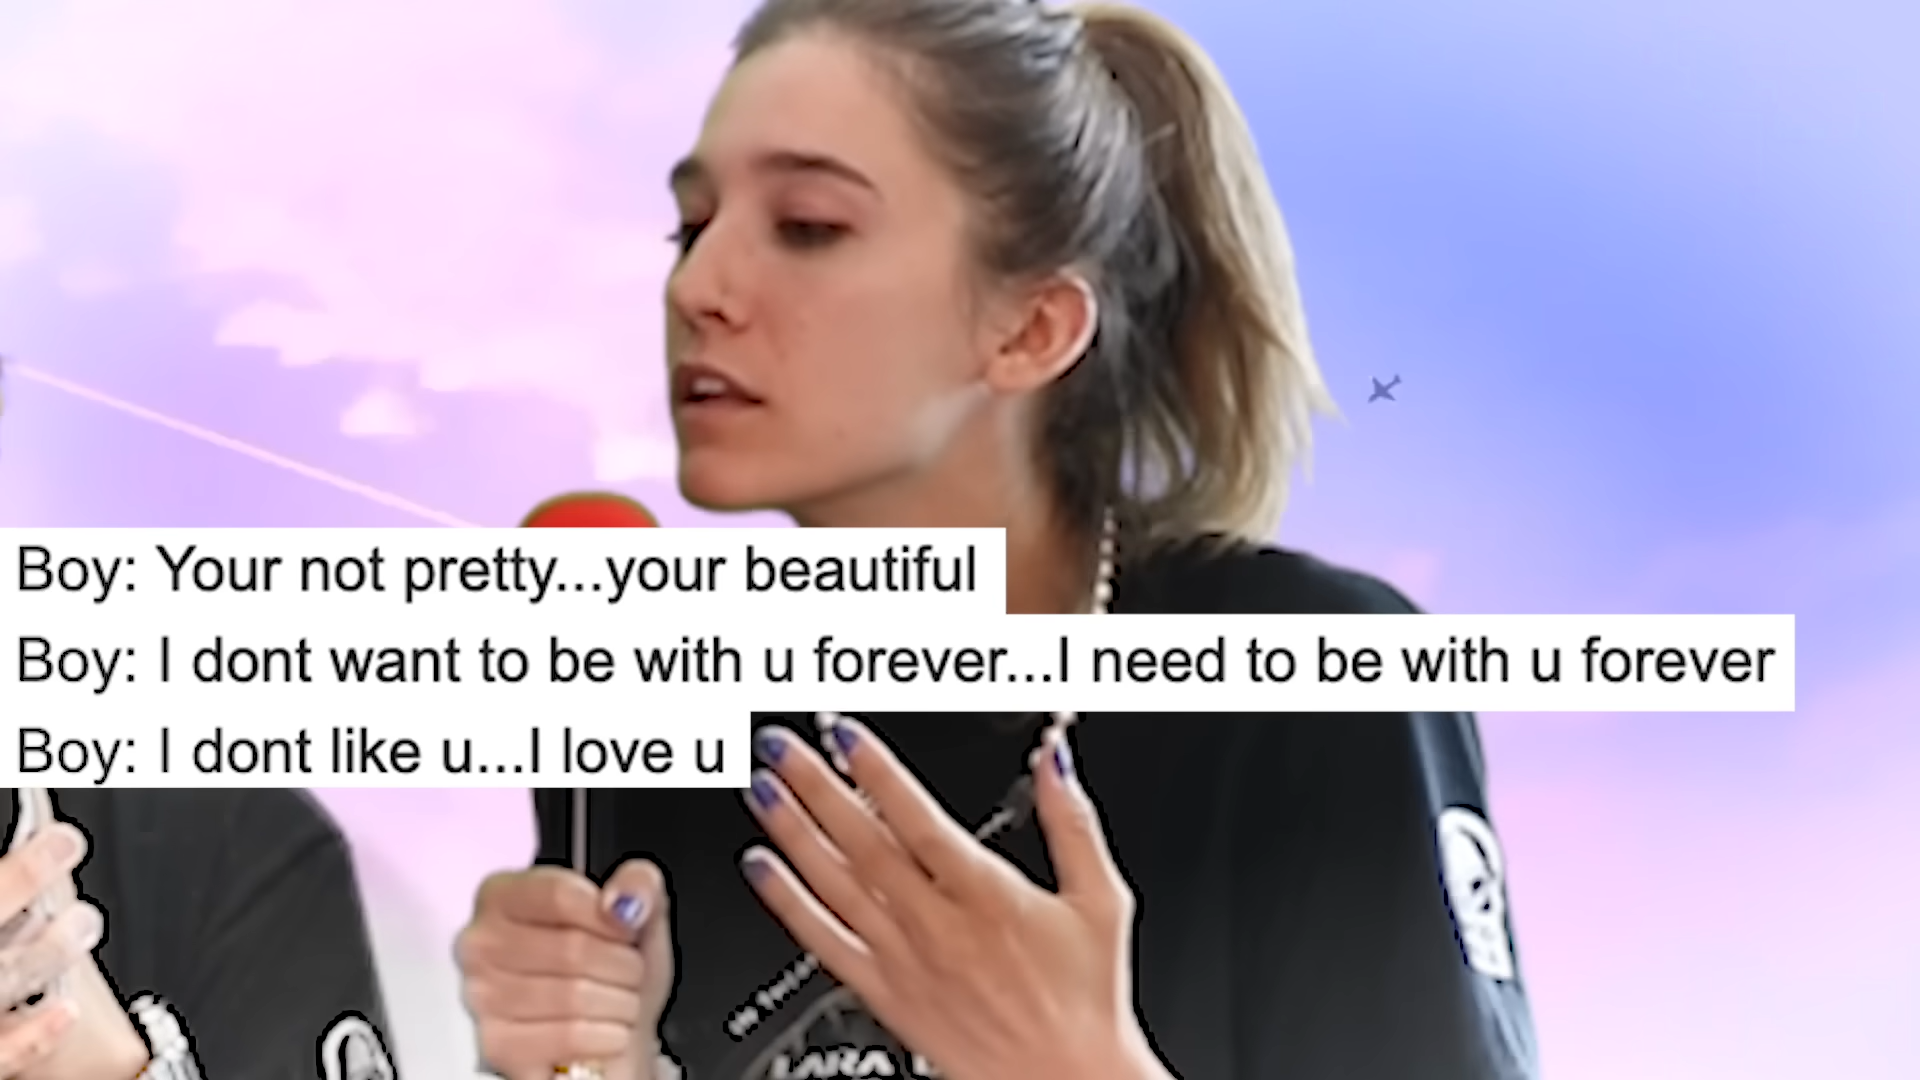 Boy: Your not pretty...your beautiful
Boy: I dont want to be with u forever...I need to be with u forever
Boy: I dont like u...I love u
LARA